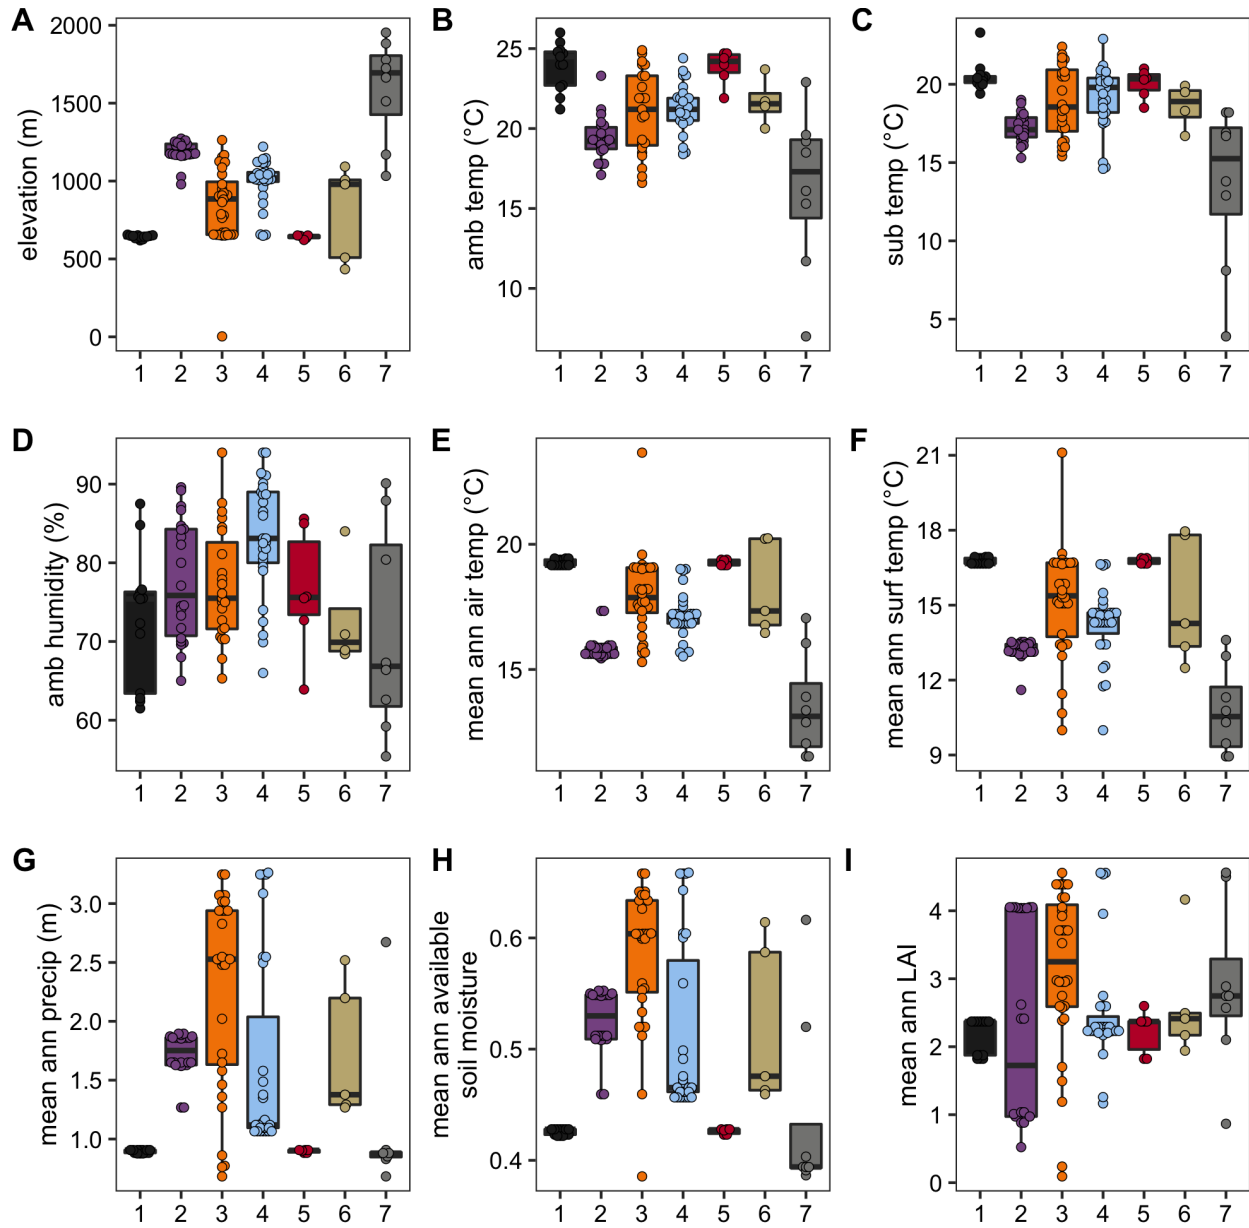 A
elevation (m)
2000
1500
1000
500
0
1 2 3 4 5 6 7
B
amb temp (°C)
25
20
15
10
1 2 3 4 5 6 7
C
sub temp (°C)
20
15
10
5
1 2 3 4 5 6 7
D
amb humidity (%)
90
80
70
60
1 2 3 4 5 6 7
E
mean ann air temp (°C)
20
15
1 2 3 4 5 6 7
F
mean ann surf temp (°C)
21
18
15
12
9
1 2 3 4 5 6 7
G
mean ann precip (m)
3.0
2.5
2.0
1.5
1.0
1 2 3 4 5 6 7
H
mean ann available
soil moisture
0.6
0.5
0.4
1 2 3 4 5 6 7
I
mean ann LAI
4
3
2
1
0
1 2 3 4 5 6 7